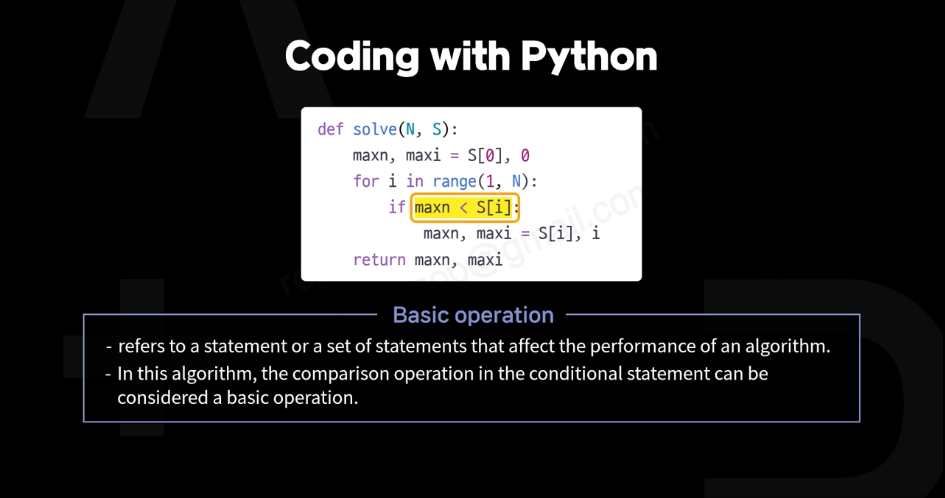 Coding with Python
def solve(N, S):
    maxn, maxi = S[0], 0
    for i in range(1, N):
        if maxn < S[i]:
            maxn, maxi = S[i], i
    return maxn, maxi
Basic operation
- refers to a statement or a set of statements that affect the performance of an algorithm.
- In this algorithm, the comparison operation in the conditional statement can be
considered a basic operation.